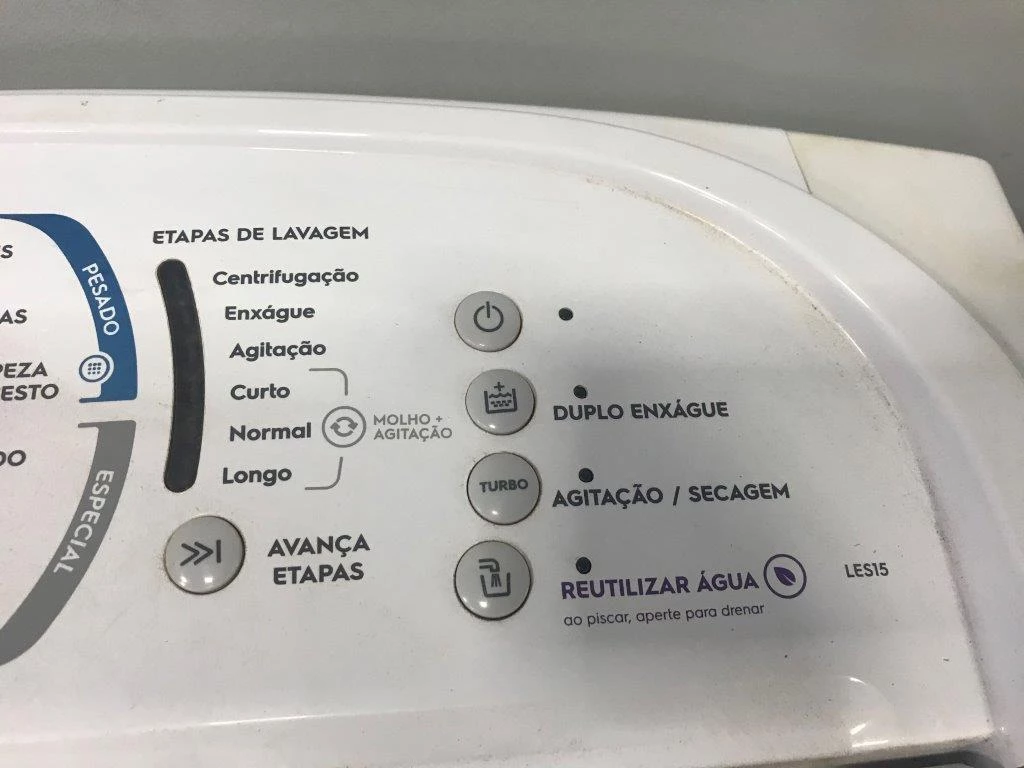 PESADO
ESPECIAL
ETAPAS DE LAVAGEM
Centrifugação
Enxágue
Agitação
Curto
Normal
Longo
MOLHO +
AGITAÇÃO
AVANÇA
ETAPAS
DUPLO ENXÁGUE
TURBO
AGITAÇÃO / SECAGEM
REUTILIZAR ÁGUA
ao piscar, aperte para drenar
LES15